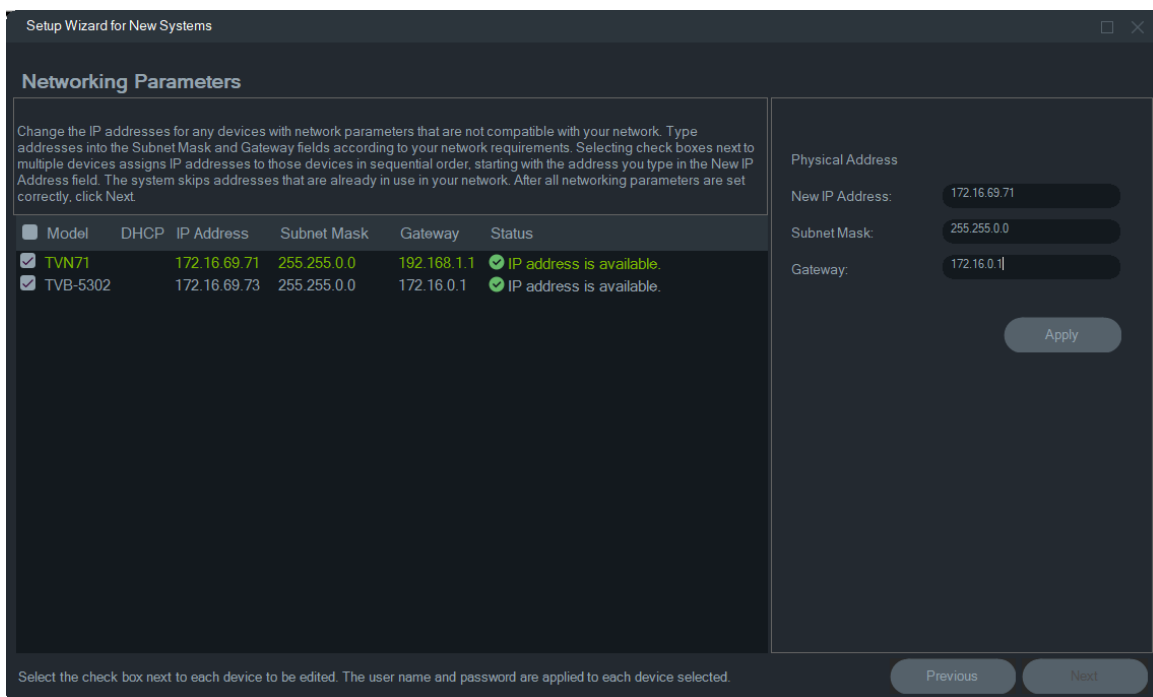 Setup Wizard for New Systems
Networking Parameters
Change the IP addresses for any devices with network parameters that are not compatible with your network. Type
addresses into the Subnet Mask and Gateway fields according to your network requirements. Selecting check boxes next to
multiple devices assigns IP addresses to those devices in sequential order, starting with the address you type in the New IP
Address field. The system skips addresses that are already in use in your network. After all networking parameters are set
correctly, click Next.
Model DHCP IP Address Subnet Mask Gateway Status
TVN71 172.16.69.71 255.255.0.0 192.168.1.1 IP address is available.
TVB-5302 172.16.69.73 255.255.0.0 172.16.0.1 IP address is available.
Physical Address
New IP Address: 172.16.69.71
Subnet Mask: 255.255.0.0
Gateway: 172.16.0.1
Apply
Select the check box next to each device to be edited. The user name and password are applied to each device selected.
Previous Next